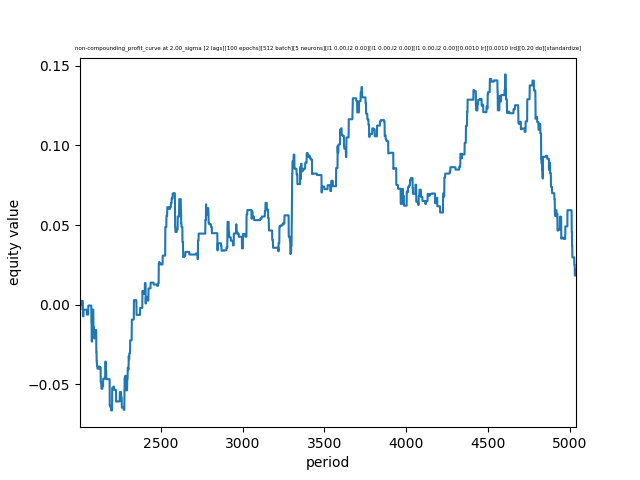 non-compounding_profit_curve at 2.00_sigma [2 lags][100 epochs][512 batch][5 neurons][l1 0.00,l2 0.00][l1 0.00,l2 0.00][l1 0.00,l2 0.00][0.0010 lr][0.0010 lrd][0.20 do][standardize]
0.15
0.10
0.05
0.00
−0.05
equity value
2500 3000 3500 4000 4500 5000
period